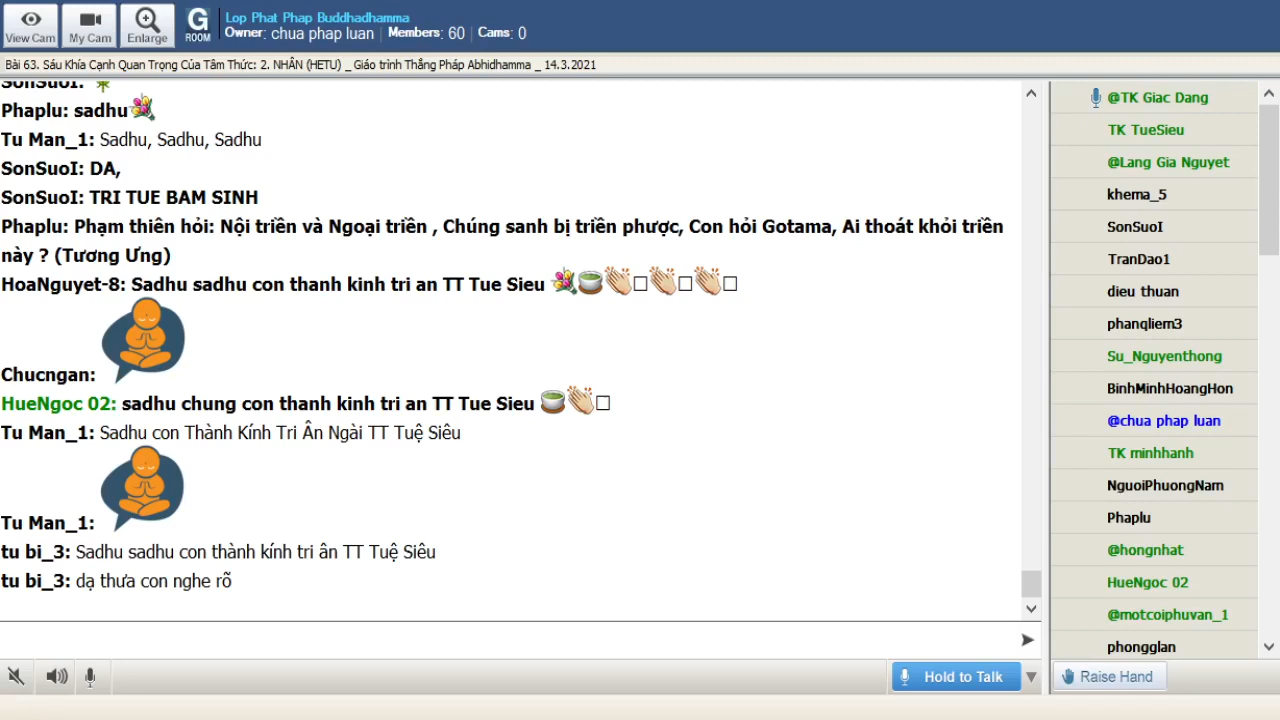 View Cam
My Cam
Enlarge
G
ROOM
Lop Phat Phap Buddhadhamma
Owner: chua phap luan | Members: 60 | Cams: 0
Bài 63. Sáu Khía Cạnh Quan Trọng Của Tâm Thức: 2. NHÂN (HETU) _ Giáo trình Thắng Pháp Abhidhamma _ 14.3.2021
SonSuoI:
Phaplu: sadhu
Tu Man_1: Sadhu, Sadhu, Sadhu
SonSuoI: DA,
SonSuoI: TRI TUE BAM SINH
Phaplu: Phạm thiên hỏi: Nội triền và Ngoại triền , Chúng sanh bị triền phược, Con hỏi Gotama, Ai thoát khỏi triền
này ? (Tương Ưng)
HoaNguyet-8: Sadhu sadhu con thanh kinh tri an TT Tue Sieu
Chucngan:
HueNgoc 02: sadhu chung con thanh kinh tri an TT Tue Sieu
Tu Man_1: Sadhu con Thành Kính Tri Ân Ngài TT Tuệ Siêu
Tu Man_1:
tu bi_3: Sadhu sadhu con thành kính tri ân TT Tuệ Siêu
tu bi_3: dạ thưa con nghe rõ
@TK Giac Dang
TK TueSieu
@Lang Gia Nguyet
khema_5
SonSuoI
TranDao1
dieu thuan
phanqliem3
Su_Nguyenthong
BinhMinhHoangHon
@chua phap luan
TK minhhanh
NguoiPhuongNam
Phaplu
@hongnhat
HueNgoc 02
@motcoiphuvan_1
phongglan
Hold to Talk
Raise Hand